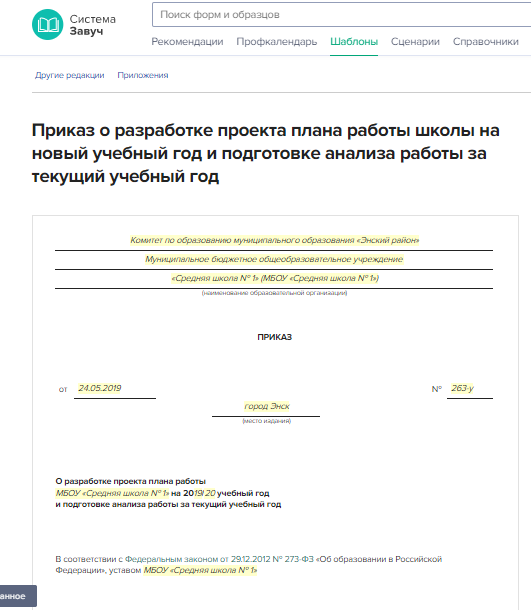 Система
Завуч
Поиск форм и образцов
Рекомендации Профкалендарь Шаблоны Сценарии Справочники
Другие редакции Приложения
Приказ о разработке проекта плана работы школы на
новый учебный год и подготовке анализа работы за
текущий учебный год
Комитет по образованию муниципального образования «Энский район»
Муниципальное бюджетное общеобразовательное учреждение
«Средняя школа № 1» (МБОУ «Средняя школа № 1»)
(наименование образовательной организации)
ПРИКАЗ
от 24.05.2019 № 263-у
город Энск
(место издания)
О разработке проекта плана работы
МБОУ «Средняя школа № 1» на 2019/20 учебный год
и подготовке анализа работы за текущий учебный год
В соответствии с Федеральным законом от 29.12.2012 № 273-ФЗ «Об образовании в Российской
Федерации», уставом МБОУ «Средняя школа № 1»
анное